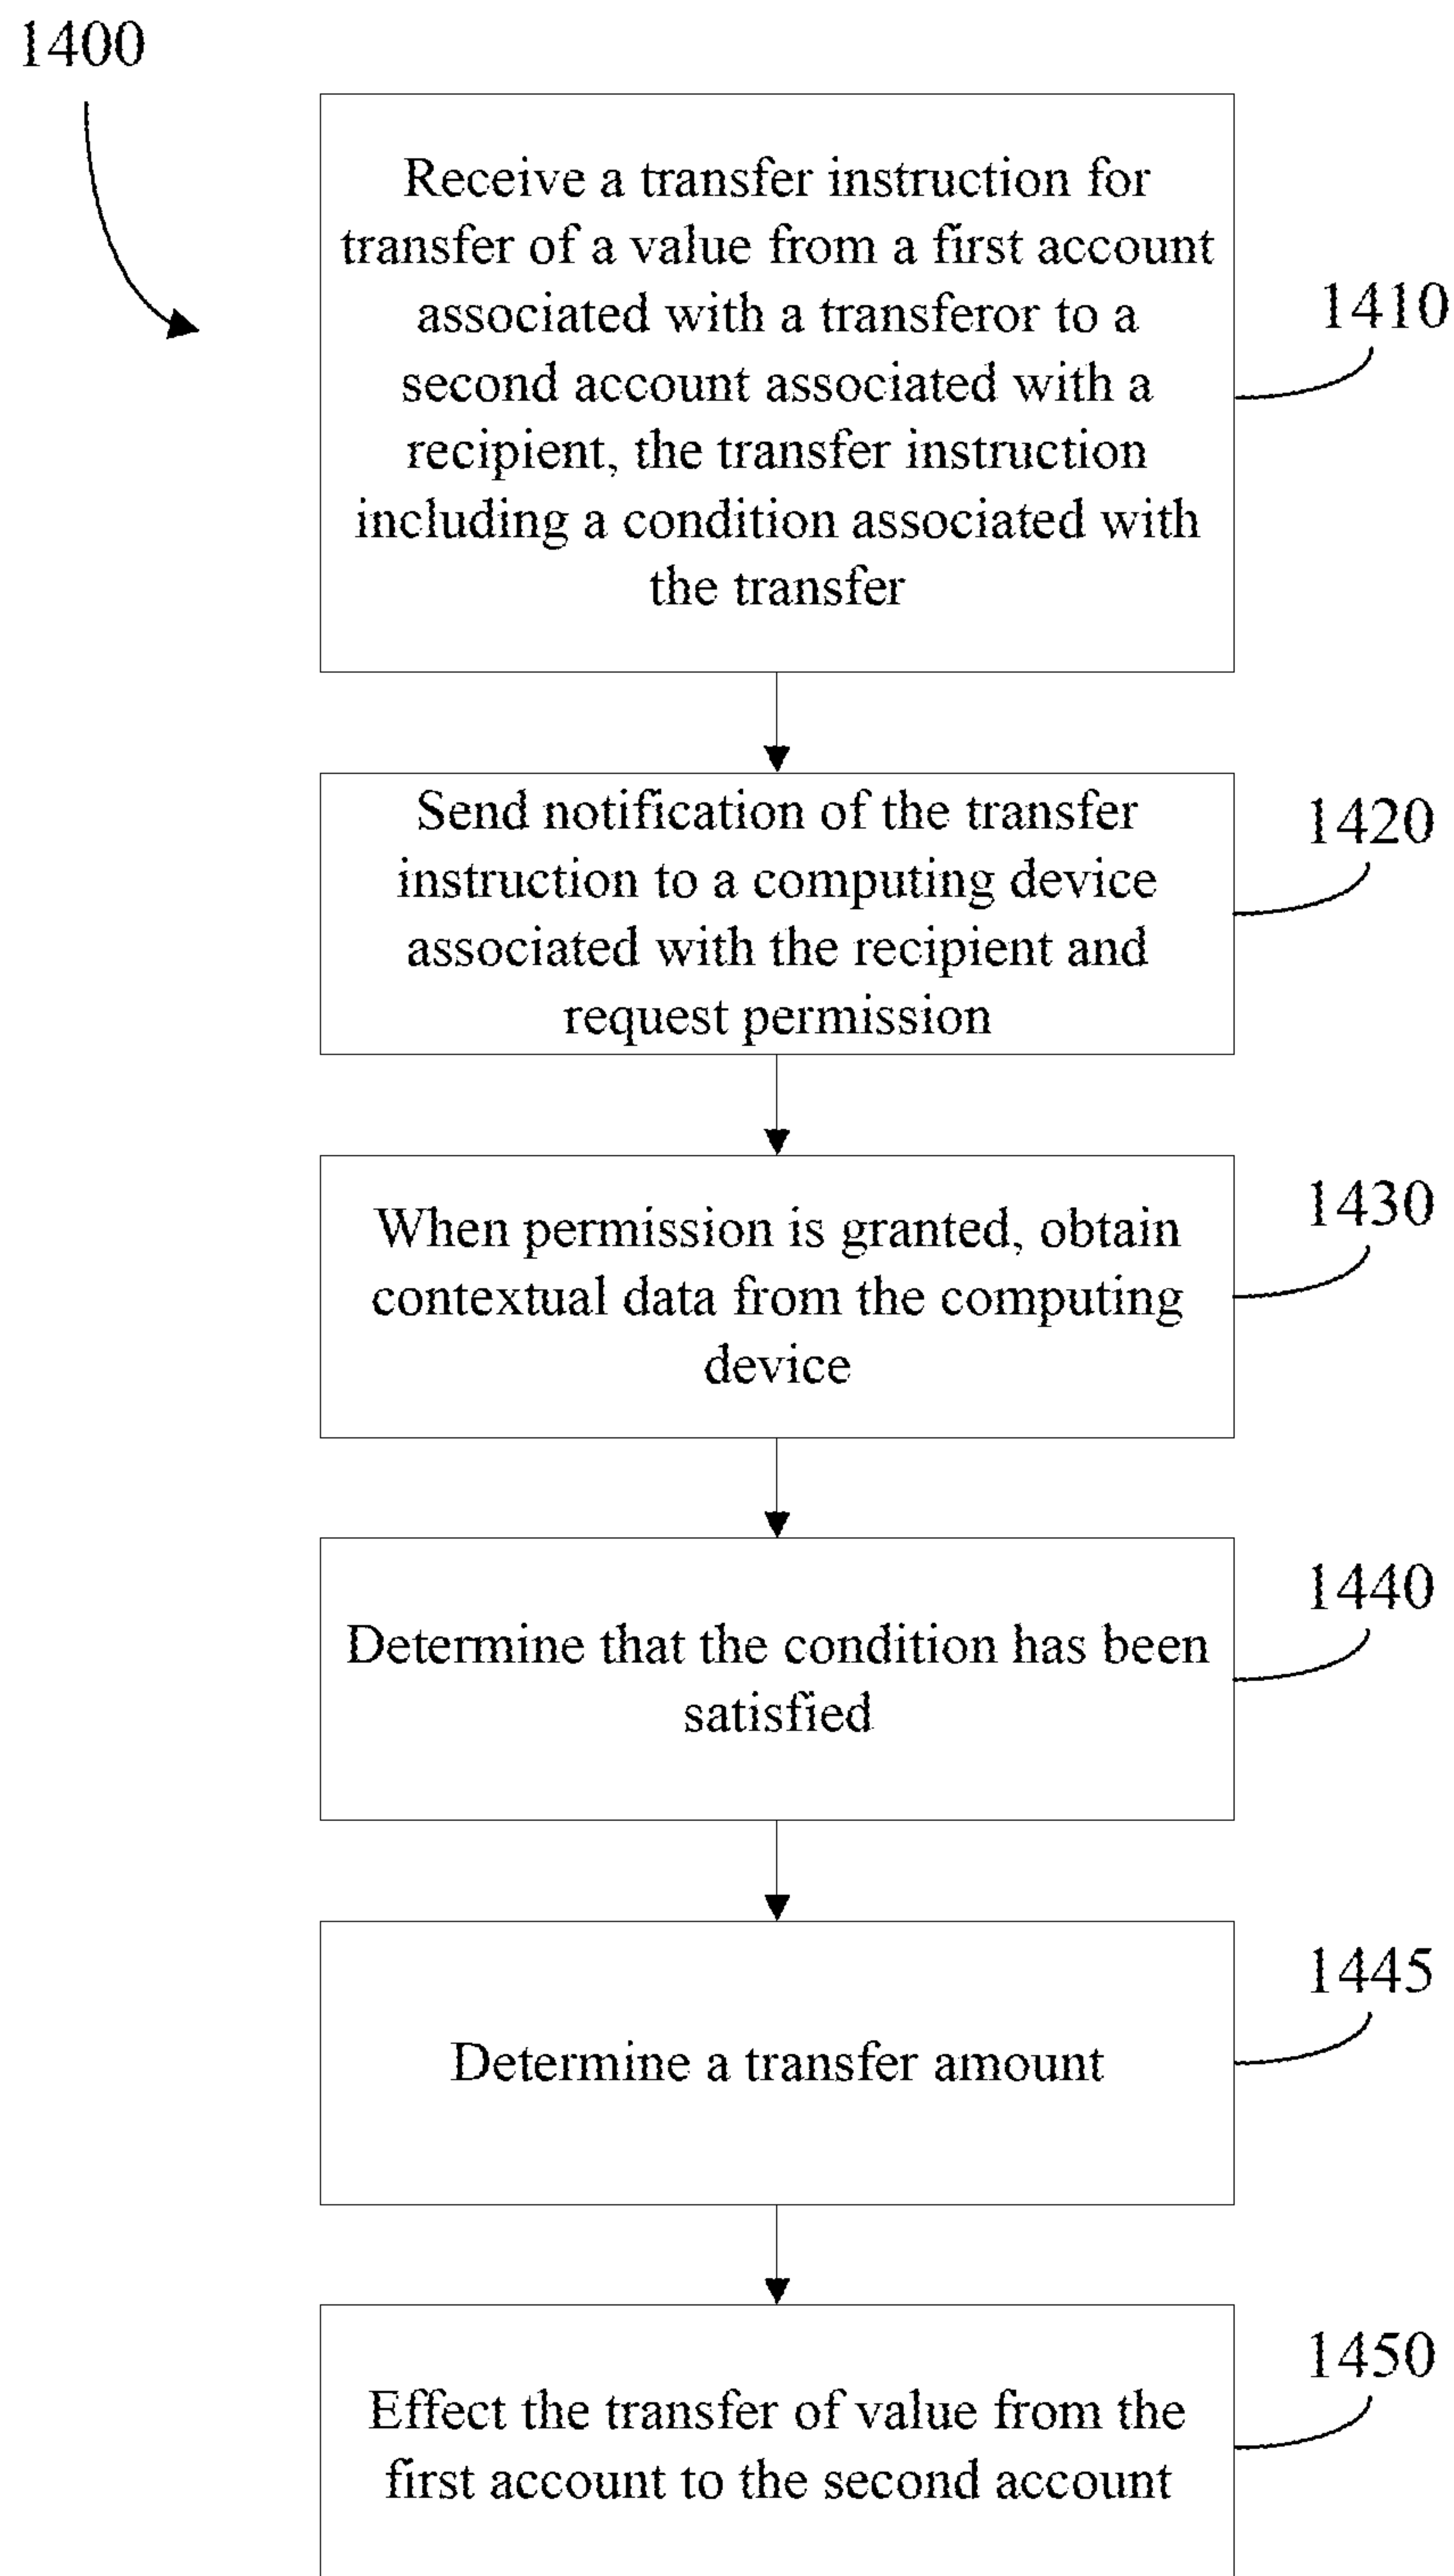 1400
Receive a transfer instruction for
transfer of a value from a first account
associated with a transferor to a
second account associated with a
recipient, the transfer instruction
including a condition associated with
the transfer
1410
Send notification of the transfer
instruction to a computing device
associated with the recipient and
request permission
1420
When permission is granted, obtain
contextual data from the computing
device
1430
Determine that the condition has been
satisfied
1440
Determine a transfer amount
1445
Effect the transfer of value from the
first account to the second account
1450